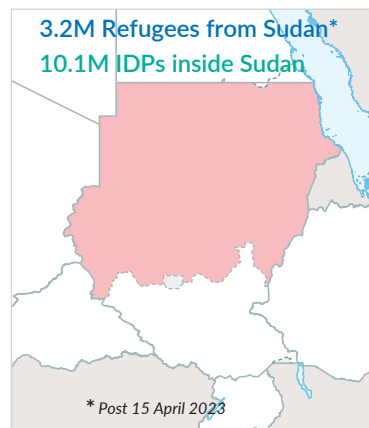 3.2M Refugees from Sudan*
10.1M IDPs inside Sudan
* Post 15 April 2023